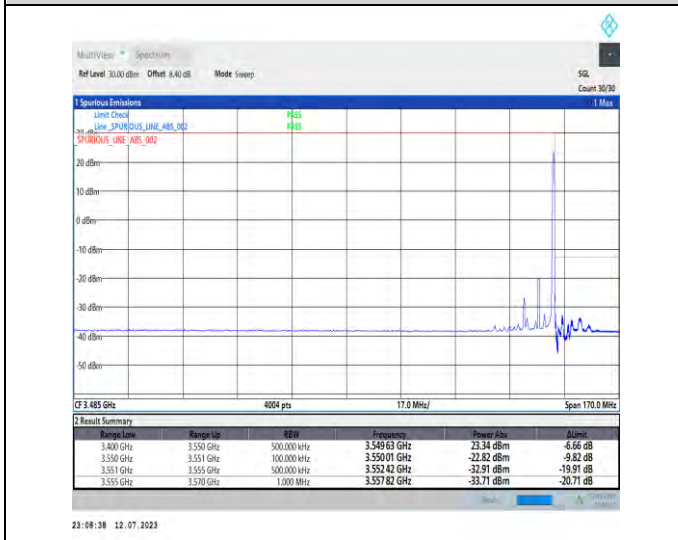 MultiView Spectrum
Ref Level 30.00 dBm Offset 8.40 dB Mode Sweep SGL
Count 30/30
1 Spurious Emissions 1 Max
Limit Check PASS
Line _SPURIOUS_LINE_ABS_002 PASS
_SPURIOUS_LINE_ABS_002
20 dBm
10 dBm
0 dBm
-10 dBm
-20 dBm
-30 dBm
-40 dBm
-50 dBm
CF 3.485 GHz 4004 pts 17.0 MHz/ Span 170.0 MHz
2 Result Summary
Range Low Range Up RBW Frequency Power Abs ΔLimit
3.400 GHz 3.550 GHz 500.000 kHz 3.549 63 GHz 23.34 dBm -6.66 dB
3.550 GHz 3.551 GHz 100.000 kHz 3.550 01 GHz -22.82 dBm -9.82 dB
3.551 GHz 3.555 GHz 500.000 kHz 3.552 42 GHz -32.91 dBm -19.91 dB
3.555 GHz 3.570 GHz 1.000 MHz 3.557 82 GHz -33.71 dBm -20.71 dB
23:08:38 12.07.2023